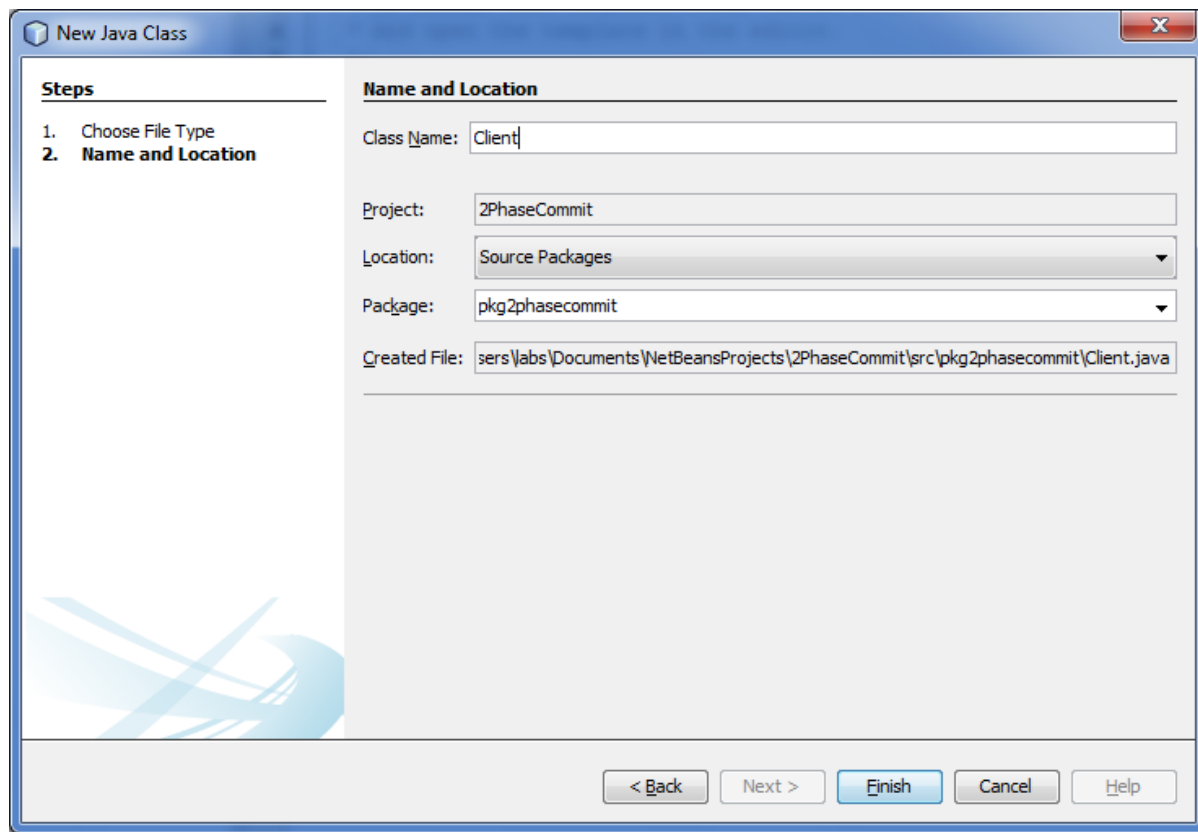 New Java Class
Steps
1. Choose File Type
2. Name and Location
Name and Location
Class Name: Client
Project: 2PhaseCommit
Location: Source Packages
Package: pkg2phasecommit
Created File: sers\labs\Documents\NetBeansProjects\2PhaseCommit\src\pkg2phasecommit\Client.java
< Back Next > Finish Cancel Help